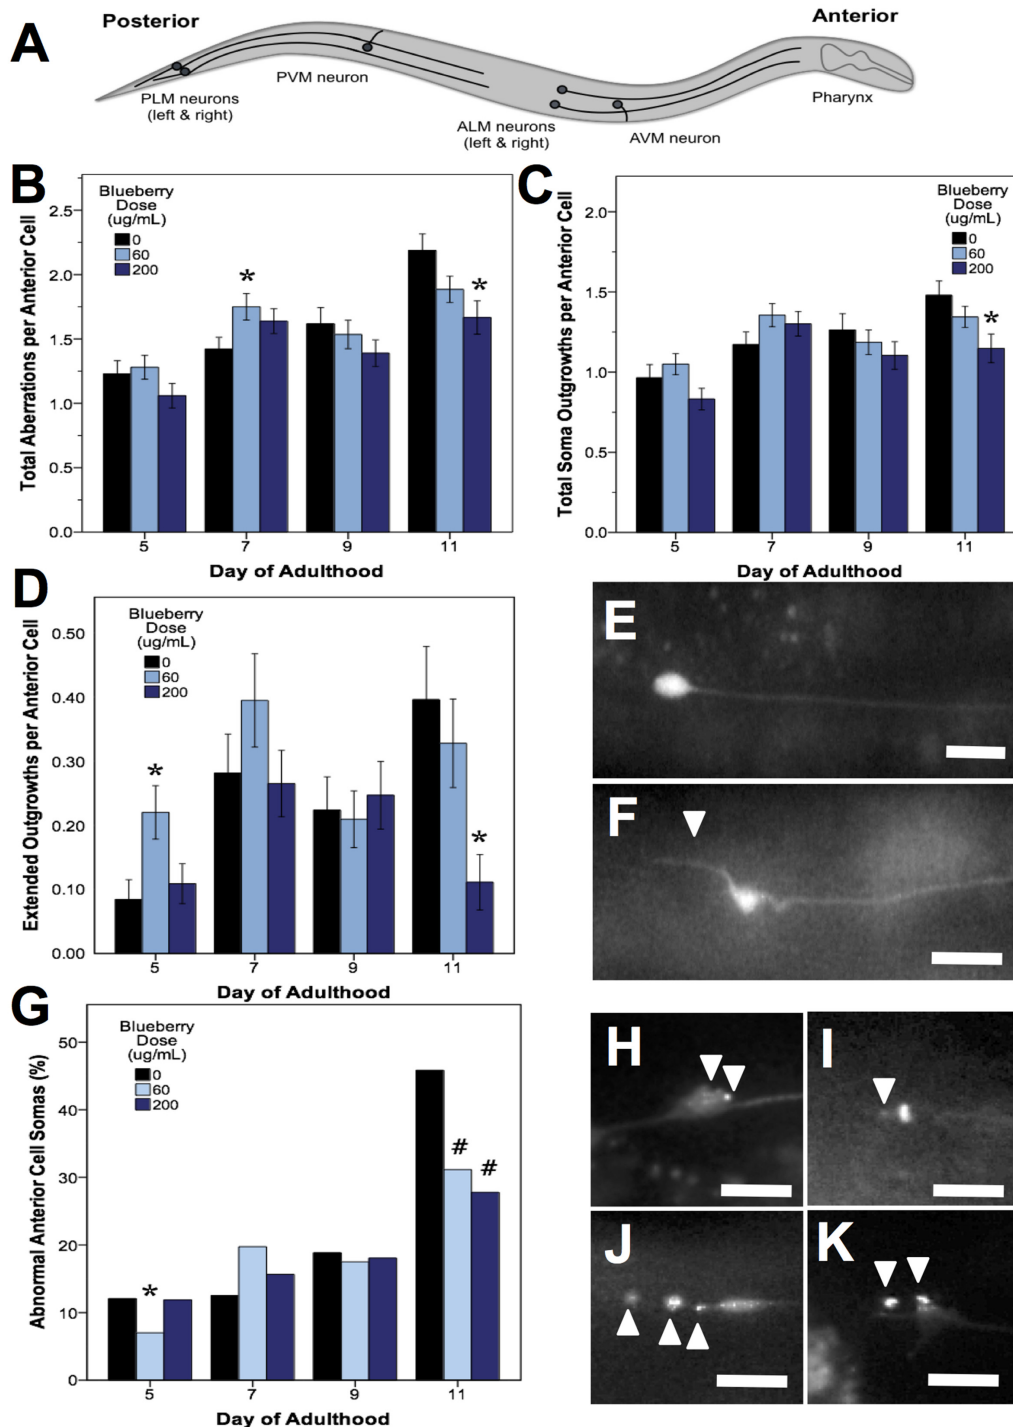 A
Posterior
Anterior
PLM neurons
(left & right)
PVM neuron
ALM neurons
(left & right)
AVM neuron
Pharynx
B
Total Aberrations per Anterior Cell
2.5
2.0
1.5
1.0
0.5
0.0
Blueberry
Dose
(ug/mL)
0
60
200
*
*
5 7 9 11
Day of Adulthood
C
Total Soma Outgrowths per Anterior Cell
2.0
1.5
1.0
0.5
0.0
Blueberry
Dose
(ug/mL)
0
60
200
*
5 7 9 11
Day of Adulthood
D
Extended Outgrowths per Anterior Cell
0.50
0.40
0.30
0.20
0.10
0.00
Blueberry
Dose
(ug/mL)
0
60
200
*
*
5 7 9 11
Day of Adulthood
E
F
G
Abnormal Anterior Cell Somas (%)
50
40
30
20
10
0
Blueberry
Dose
(ug/mL)
0
60
200
*
#
#
5 7 9 11
Day of Adulthood
H
I
J
K